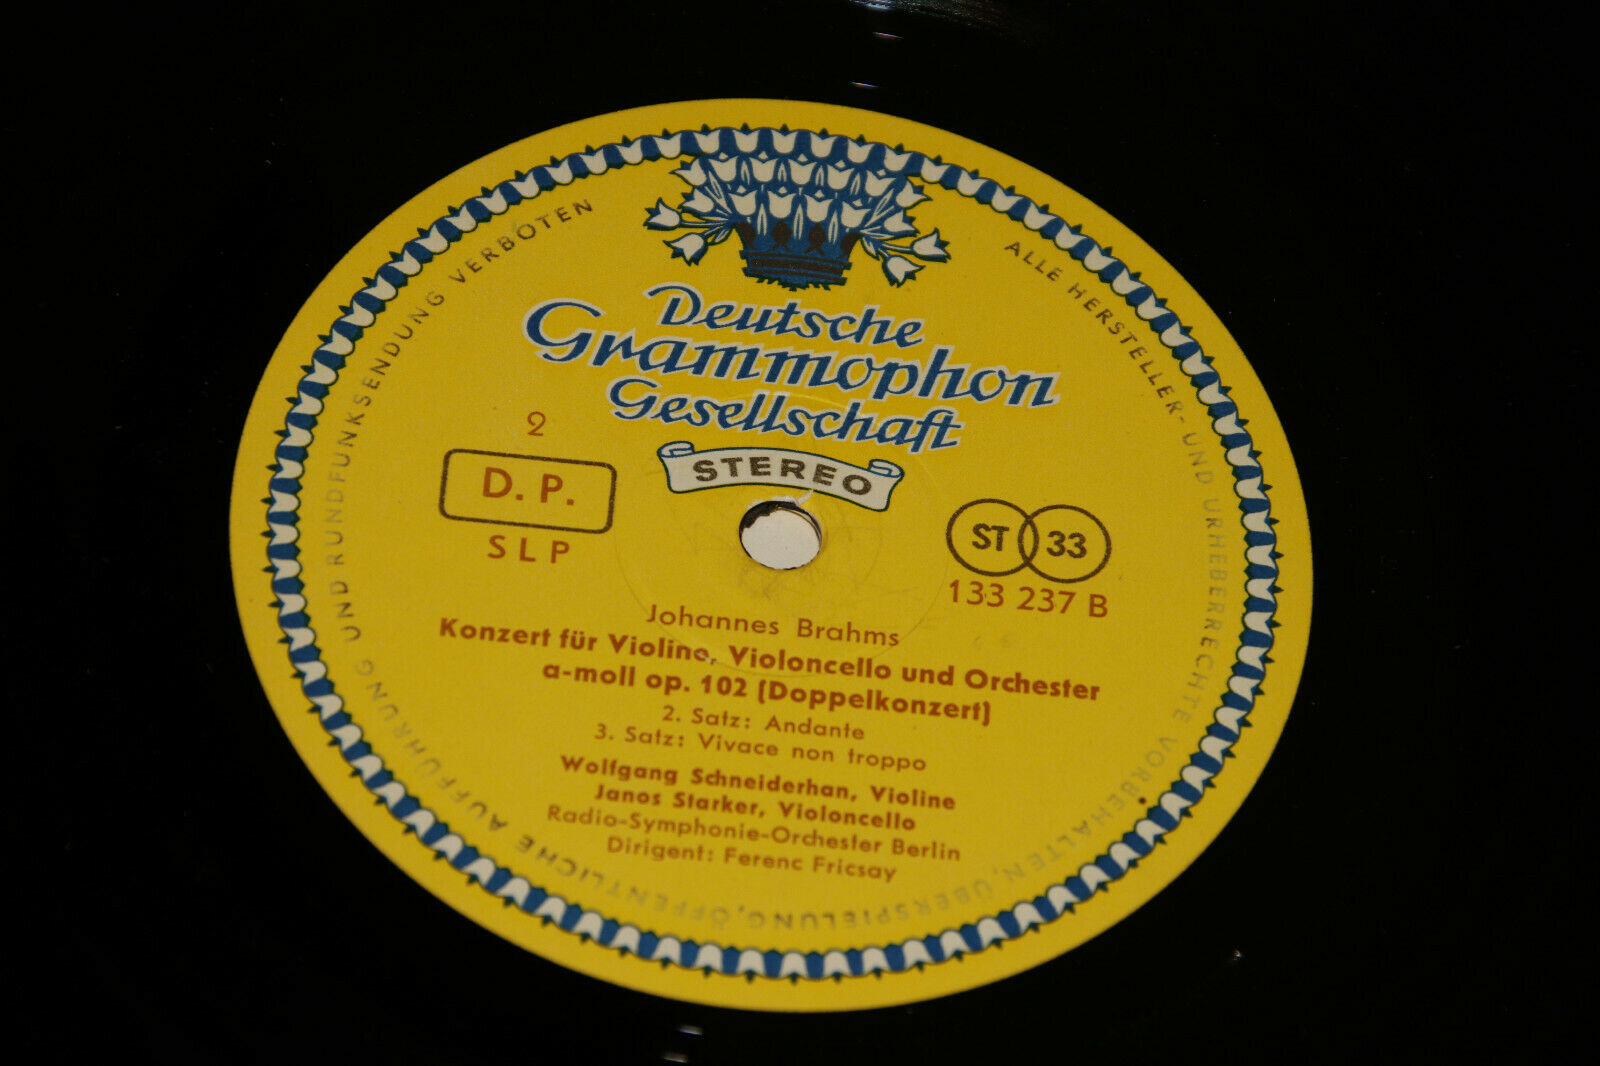 Deutsche
Grammophon
Gesellschaft
STEREO
2
D. P.
SLP
ST 33
133 237 B
Johannes Brahms
Konzert für Violine, Violoncello und Orchester
a-moll op. 102 (Doppelkonzert)
2. Satz: Andante
3. Satz: Vivace non troppo
Wolfgang Schneiderhan, Violine
Janos Starker, Violoncello
Radio-Symphonie-Orchester Berlin
Dirigent: Ferenc Fricsay
ALLE HERSTELLER- UND URHEBERRECHTE VORBEHALTEN, ÜBERSPIELUNG, ÖFFENTLICHE AUFFÜHRUNG UND RUNDFUNKSENDUNG VERBOTEN